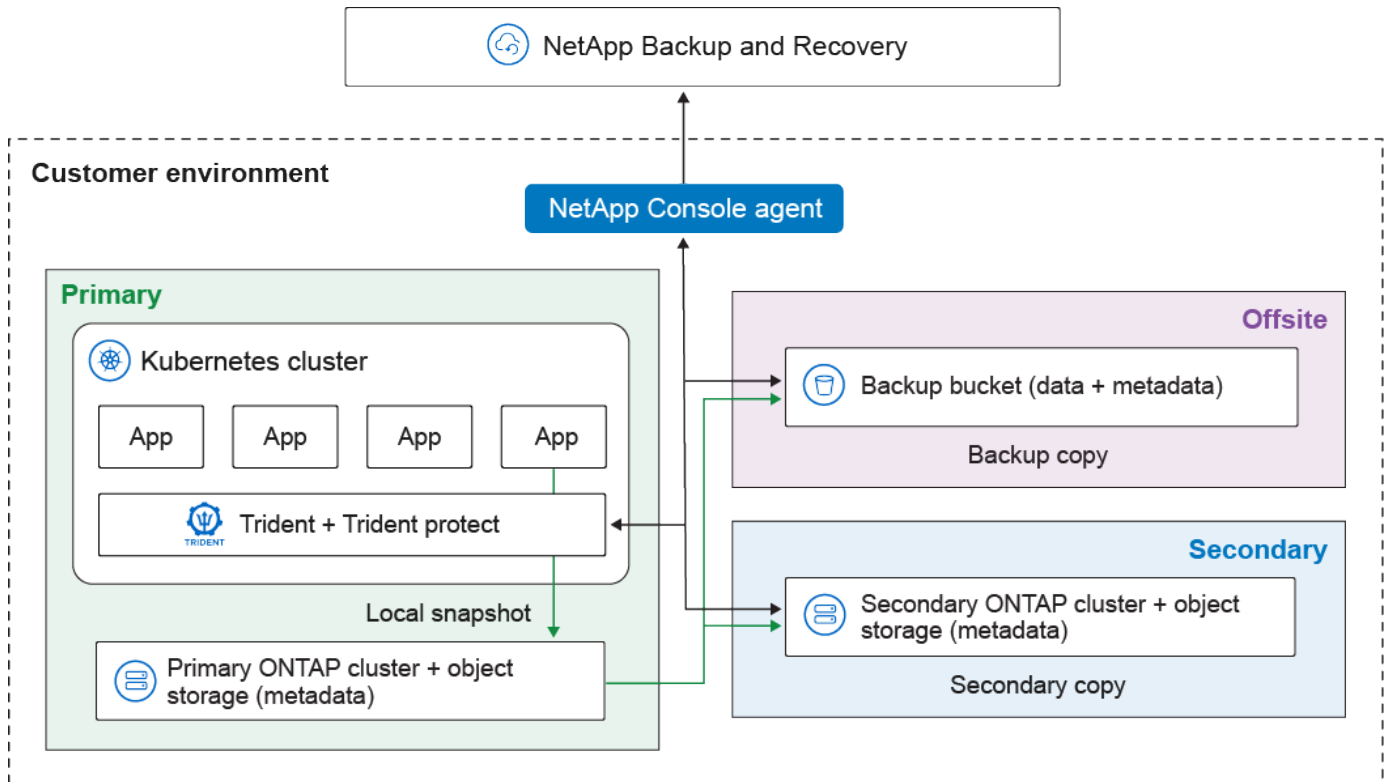 NetApp Backup and Recovery
Customer environment
NetApp Console agent
Primary
Kubernetes cluster
App
App
App
App
TRIDENT
Trident + Trident protect
Local snapshot
Primary ONTAP cluster + object
storage (metadata)
Offsite
Backup bucket (data + metadata)
Backup copy
Secondary
Secondary ONTAP cluster + object
storage (metadata)
Secondary copy